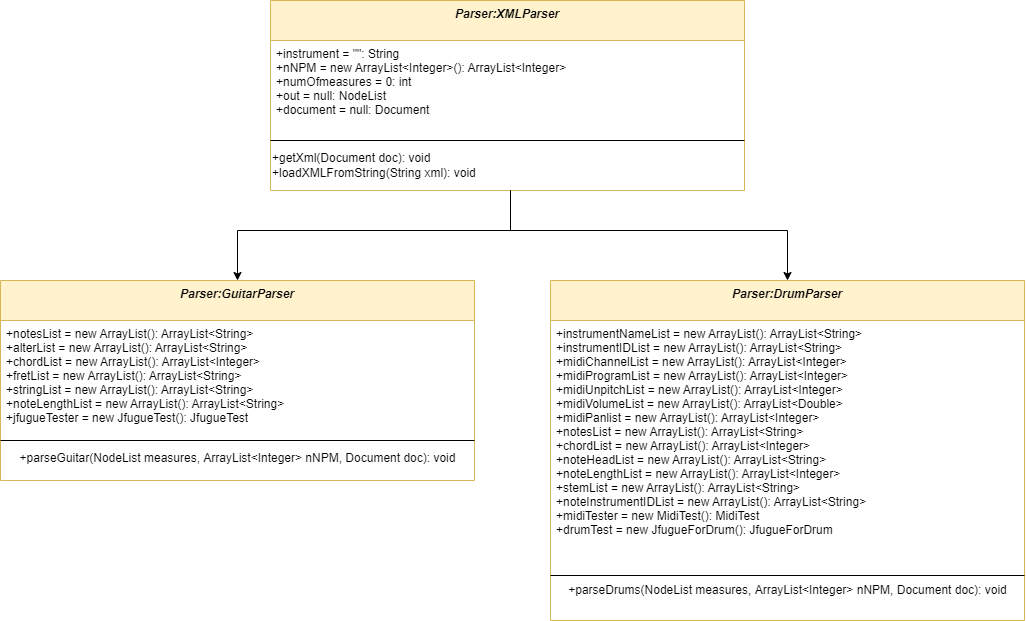 Parser:XMLParser
+instrument = "": String
+nNPM = new ArrayList<Integer>(): ArrayList<Integer>
+numOfmeasures = 0: int
+out = null: NodeList
+document = null: Document
+getXml(Document doc): void
+loadXMLFromString(String xml): void
Parser:GuitarParser
+notesList = new ArrayList(): ArrayList<String>
+alterList = new ArrayList(): ArrayList<String>
+chordList = new ArrayList(): ArrayList<Integer>
+fretList = new ArrayList(): ArrayList<String>
+stringList = new ArrayList(): ArrayList<String>
+noteLengthList = new ArrayList(): ArrayList<String>
+jfugueTester = new JfugueTest(): JfugueTest
+parseGuitar(NodeList measures, ArrayList<Integer> nNPM, Document doc): void
Parser:DrumParser
+instrumentNameList = new ArrayList(): ArrayList<String>
+instrumentIDList = new ArrayList(): ArrayList<String>
+midiChannelList = new ArrayList(): ArrayList<Integer>
+midiProgramList = new ArrayList(): ArrayList<Integer>
+midiUnpitchList = new ArrayList(): ArrayList<Integer>
+midiVolumeList = new ArrayList(): ArrayList<Double>
+midiPanlist = new ArrayList(): ArrayList<Integer>
+notesList = new ArrayList(): ArrayList<String>
+chordList = new ArrayList(): ArrayList<Integer>
+noteHeadList = new ArrayList(): ArrayList<String>
+noteLengthList = new ArrayList(): ArrayList<Integer>
+stemList = new ArrayList(): ArrayList<String>
+noteInstrumentIDList = new ArrayList(): ArrayList<String>
+midiTester = new MidiTest(): MidiTest
+drumTest = new JfugueForDrum(): JfugueForDrum
+parseDrums(NodeList measures, ArrayList<Integer> nNPM, Document doc): void